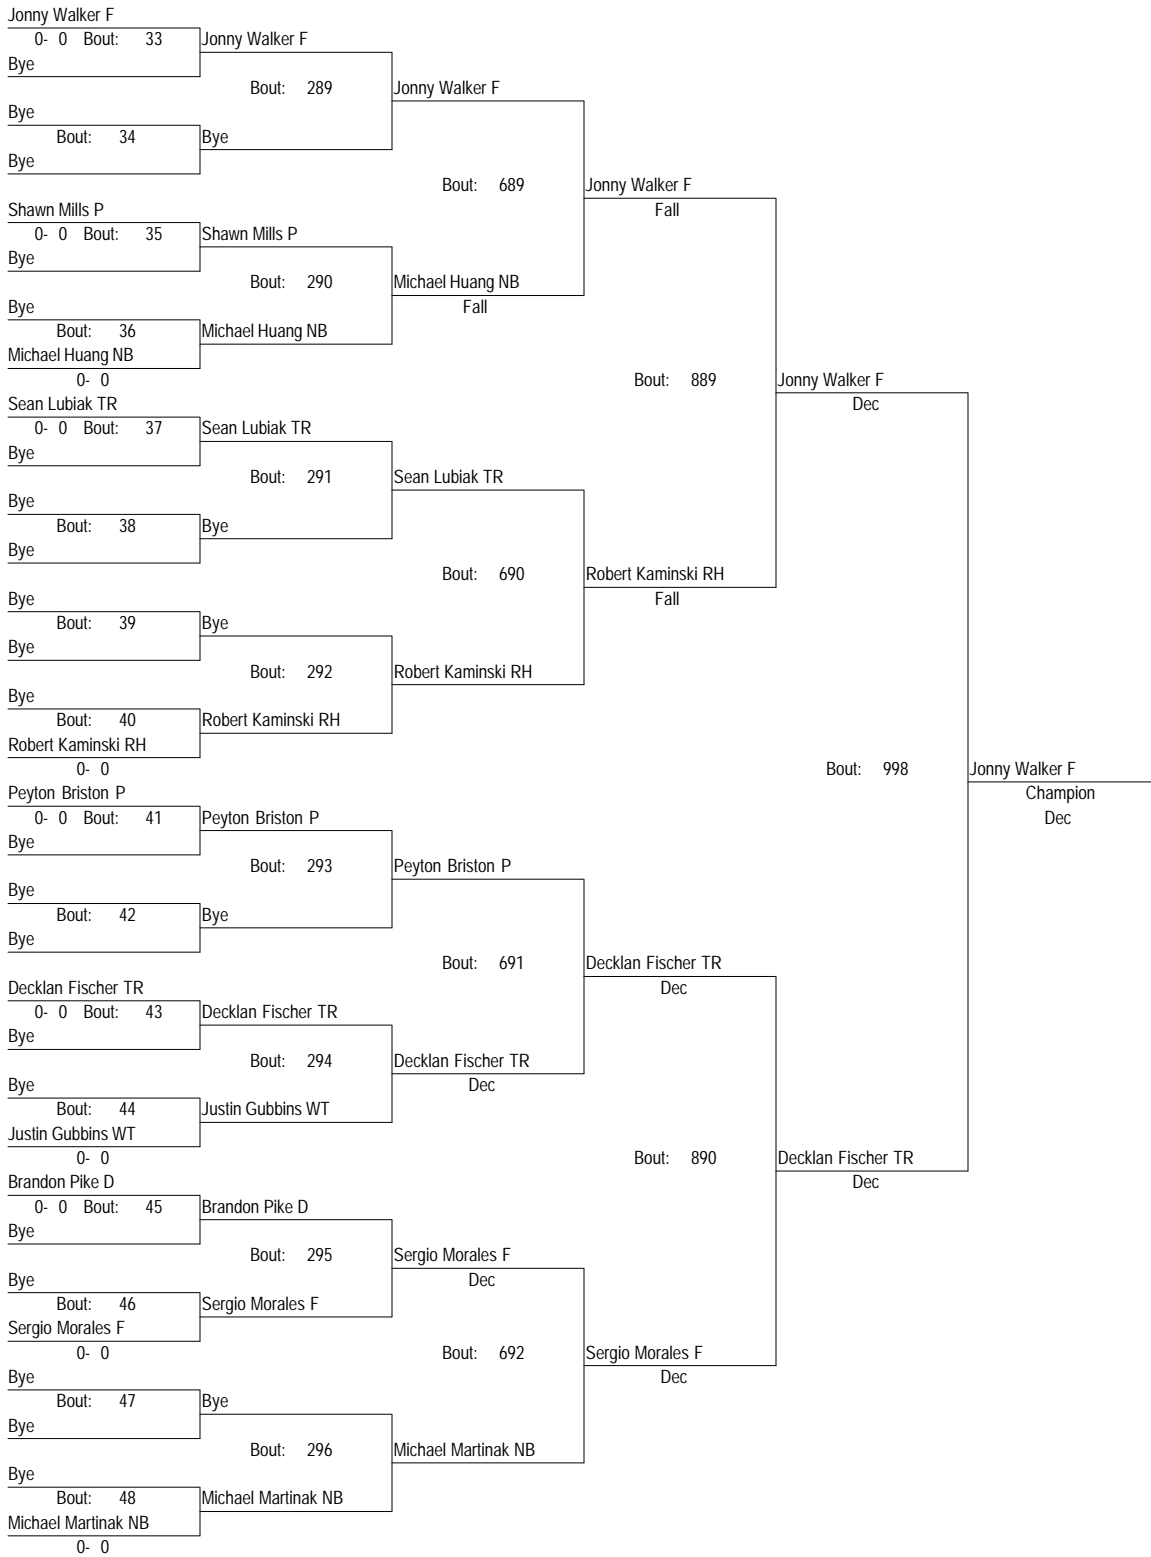 Jonny Walker F
0- 0 Bout: 33 Jonny Walker F
Bye
Bout: 289 Jonny Walker F
Bye
Bout: 34 Bye
Bye
Bout: 689 Jonny Walker F
Fall
Shawn Mills P
0- 0 Bout: 35 Shawn Mills P
Bye
Bout: 290 Michael Huang NB
Bye Fall
Bout: 36 Michael Huang NB
Michael Huang NB
0- 0 Bout: 889 Jonny Walker F
Sean Lubiak TR Dec
0- 0 Bout: 37 Sean Lubiak TR
Bye
Bout: 291 Sean Lubiak TR
Bye
Bout: 38 Bye
Bye
Bout: 690 Robert Kaminski RH
Bye Fall
Bout: 39 Bye
Bye
Bout: 292 Robert Kaminski RH
Bye
Bout: 40 Robert Kaminski RH
Robert Kaminski RH
0- 0 Bout: 998 Jonny Walker F
Peyton Briston P Champion
0- 0 Bout: 41 Peyton Briston P Dec
Bye
Bout: 293 Peyton Briston P
Bye
Bout: 42 Bye
Bye
Bout: 691 Decklan Fischer TR
Decklan Fischer TR Dec
0- 0 Bout: 43 Decklan Fischer TR
Bye
Bout: 294 Decklan Fischer TR
Bye Dec
Bout: 44 Justin Gubbins WT
Justin Gubbins WT
0- 0 Bout: 890 Decklan Fischer TR
Brandon Pike D Dec
0- 0 Bout: 45 Brandon Pike D
Bye
Bout: 295 Sergio Morales F
Bye Dec
Bout: 46 Sergio Morales F
Sergio Morales F
0- 0 Bout: 692 Sergio Morales F
Bye Dec
Bout: 47 Bye
Bye
Bout: 296 Michael Martinak NB
Bye
Bout: 48 Michael Martinak NB
Michael Martinak NB
0- 0